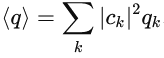 ⟨q⟩ = ∑_k |c_k|² q_k